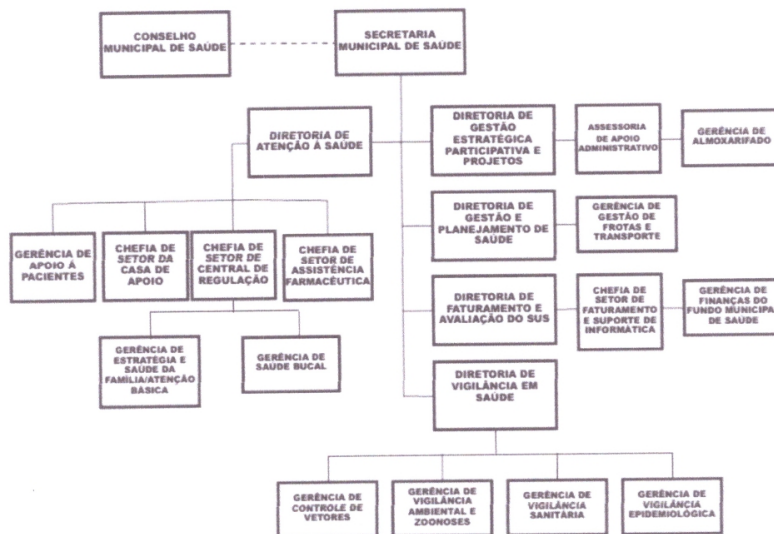 CONSELHO
MUNICIPAL DE SAÚDE
SECRETARIA
MUNICIPAL DE SAÚDE
DIRETORIA DE
ATENÇÃO À SAÚDE
DIRETORIA DE
GESTÃO
ESTRATÉGICA
PARTICIPATIVA E
PROJETOS
ASSESSORIA
DE APOIO
ADMINISTRATIVO
GERÊNCIA DE
ALMOXARIFADO
DIRETORIA DE
GESTÃO E
PLANEJAMENTO DE
SAÚDE
GERÊNCIA DE
GESTÃO DE
FROTAS E
TRANSPORTE
GERÊNCIA DE
APOIO À
PACIENTES
CHEFIA DE
SETOR DA
CASA DE
APOIO
CHEFIA DE
SETOR DE
CENTRAL DE
REGULAÇÃO
CHEFIA DE
SETOR DE
ASSISTÊNCIA
FARMACÊUTICA
DIRETORIA DE
FATURAMENTO E
AVALIAÇÃO DO SUS
CHEFIA DE
SETOR DE
FATURAMENTO
E SUPORTE DE
INFORMÁTICA
GERÊNCIA DE
FINANÇAS DO
FUNDO MUNICIPAL
DE SAÚDE
GERÊNCIA DE
ESTRATÉGIA E
SAÚDE DA
FAMÍLIA/ATENÇÃO
BÁSICA
GERÊNCIA DE
SAÚDE BUCAL
DIRETORIA DE
VIGILÂNCIA EM
SAÚDE
GERÊNCIA DE
CONTROLE DE
VETORES
GERÊNCIA DE
VIGILÂNCIA
AMBIENTAL E
ZOONOSES
GERÊNCIA DE
VIGILÂNCIA
SANITÁRIA
GERÊNCIA DE
VIGILÂNCIA
EPIDEMIOLÓGICA